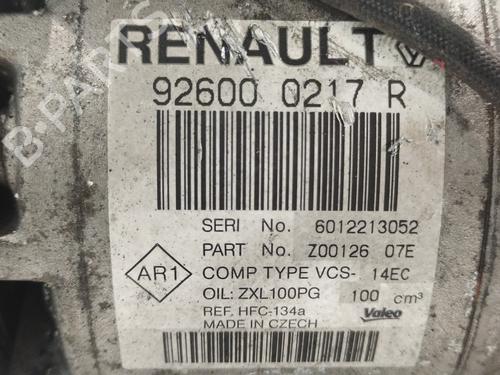 RENAULT
92600 0217 R
SERI No. 6012213052
PART No. Z00126 07E
AR1
COMP TYPE VCS- 14EC
OIL: ZXL100PG 100 cm³
REF. HFC-134a
MADE IN CZECH
Valeo
B-PARTS